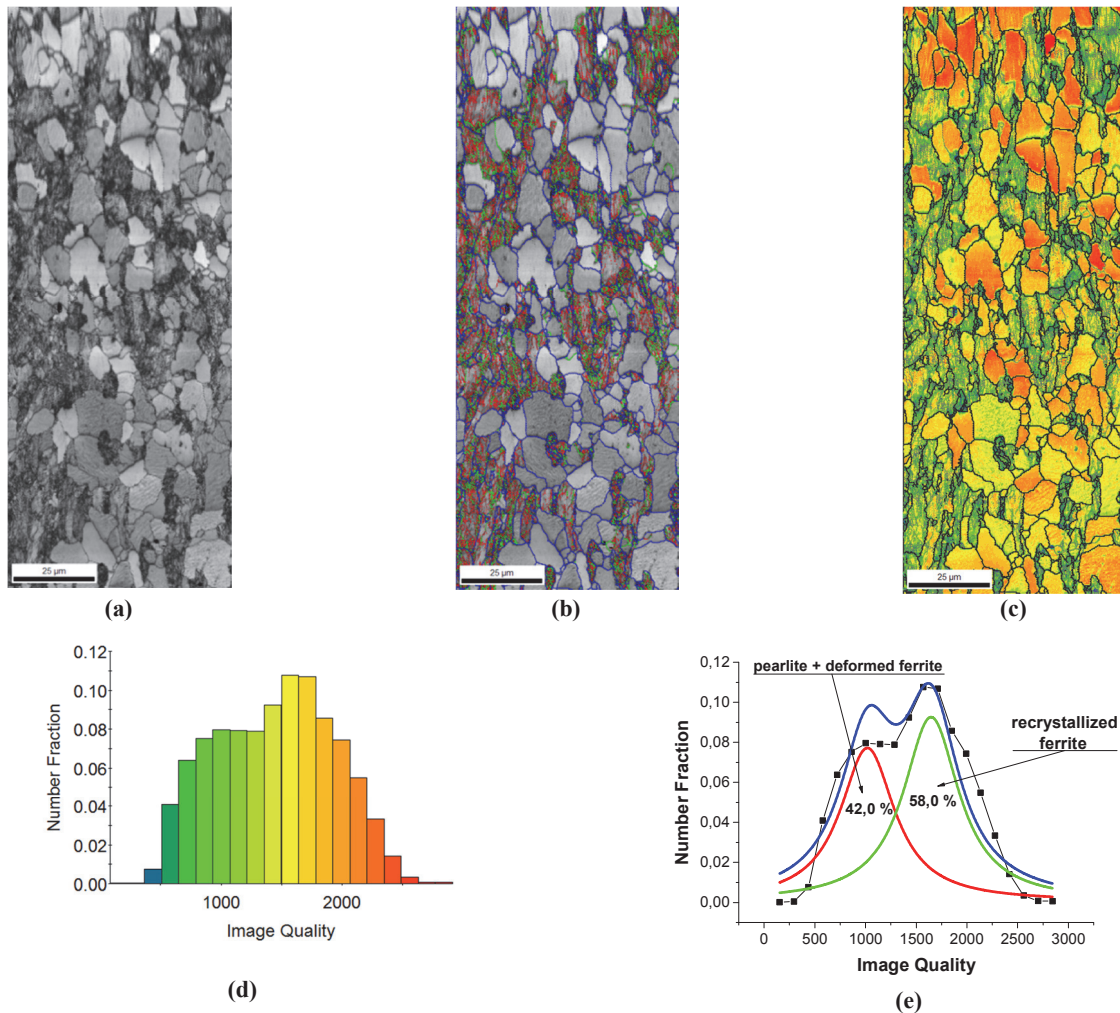 25 µm
25 µm
25 µm
(a)
(b)
(c)
0.12
0.10
0.08
0.06
0.04
0.02
0.00
Number Fraction
1000
2000
Image Quality
(d)
0,12
0,10
0,08
0,06
0,04
0,02
0,00
Number Fraction
pearlite + deformed ferrite
recrystallized
ferrite
42,0 %
58,0 %
0
500
1000
1500
2000
2500
3000
Image Quality
(e)